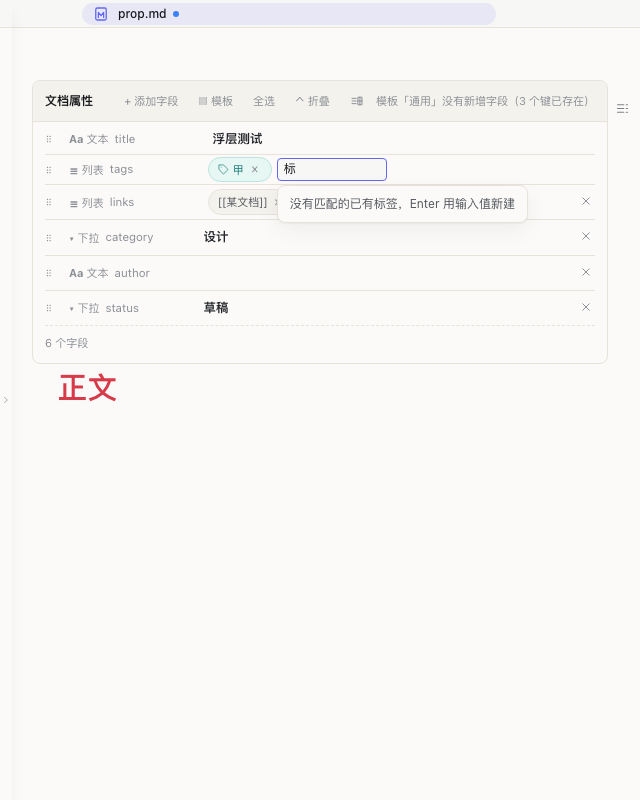 prop.md
文档属性 + 添加字段 模板 全选 折叠 模板「通用」没有新增字段（3 个键已存在）
Aa 文本 title 浮层测试
列表 tags 甲 × 标
列表 links [[某文档]]
没有匹配的已有标签，Enter 用输入值新建
下拉 category 设计
Aa 文本 author
下拉 status 草稿
6 个字段
正文